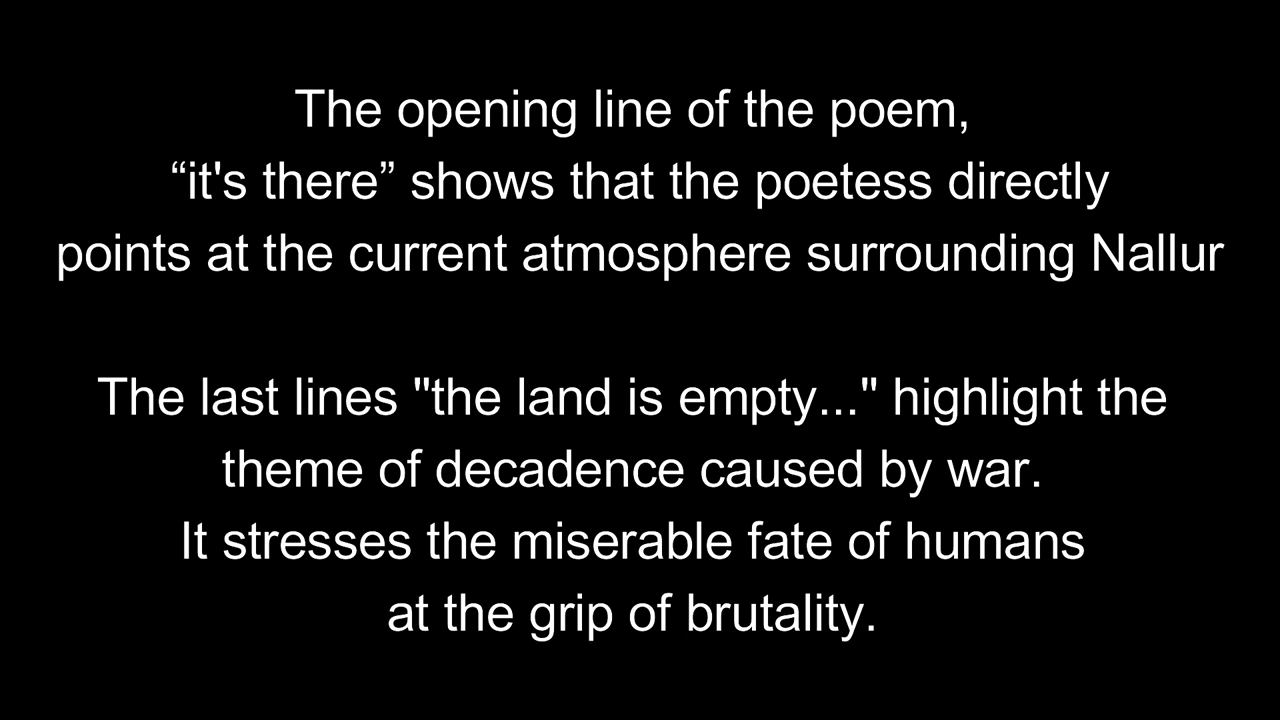 The opening line of the poem,
“it's there” shows that the poetess directly
points at the current atmosphere surrounding Nallur
The last lines "the land is empty..." highlight the
theme of decadence caused by war.
It stresses the miserable fate of humans
at the grip of brutality.